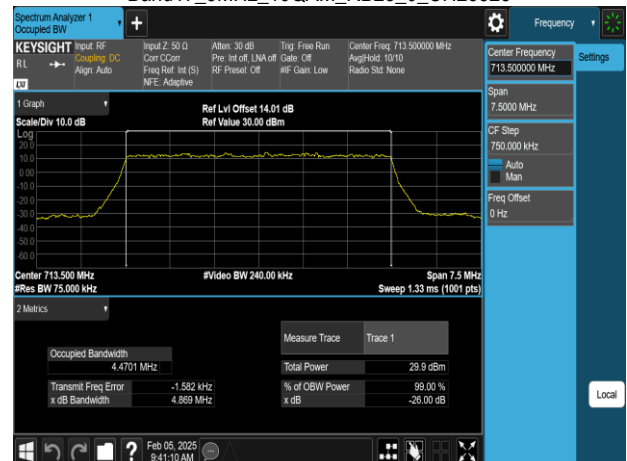 Spectrum Analyzer 1
Occupied BW
Frequency
KEYSIGHT
RL
LXI
Input: RF
Coupling: DC
Align: Auto
Input Z: 50 Ω
Corr CCorr
Freq Ref: Int (S)
NFE: Adaptive
Atten: 30 dB
Pre: Int off, LNA off
RF Preset: Off
Trig: Free Run
Gate: Off
#IF Gain: Low
Center Freq: 713.500000 MHz
Avg|Hold: 10/10
Radio Std: None
Center Frequency
713.500000 MHz
Settings
Span
7.5000 MHz
CF Step
750.000 kHz
Auto
Man
Freq Offset
0 Hz
1 Graph
Scale/Div 10.0 dB
Ref Lvl Offset 14.01 dB
Ref Value 30.00 dBm
Log
20.0
10.0
0.00
-10.0
-20.0
-30.0
-40.0
-50.0
-60.0
Center 713.500 MHz
#Video BW 240.00 kHz
Span 7.5 MHz
#Res BW 75.000 kHz
Sweep 1.33 ms (1001 pts)
2 Metrics
Measure Trace
Trace 1
Occupied Bandwidth
4.4701 MHz
Total Power
29.9 dBm
Transmit Freq Error
-1.582 kHz
% of OBW Power
99.00 %
x dB Bandwidth
4.869 MHz
x dB
-26.00 dB
Local
Feb 05, 2025
9:41:10 AM